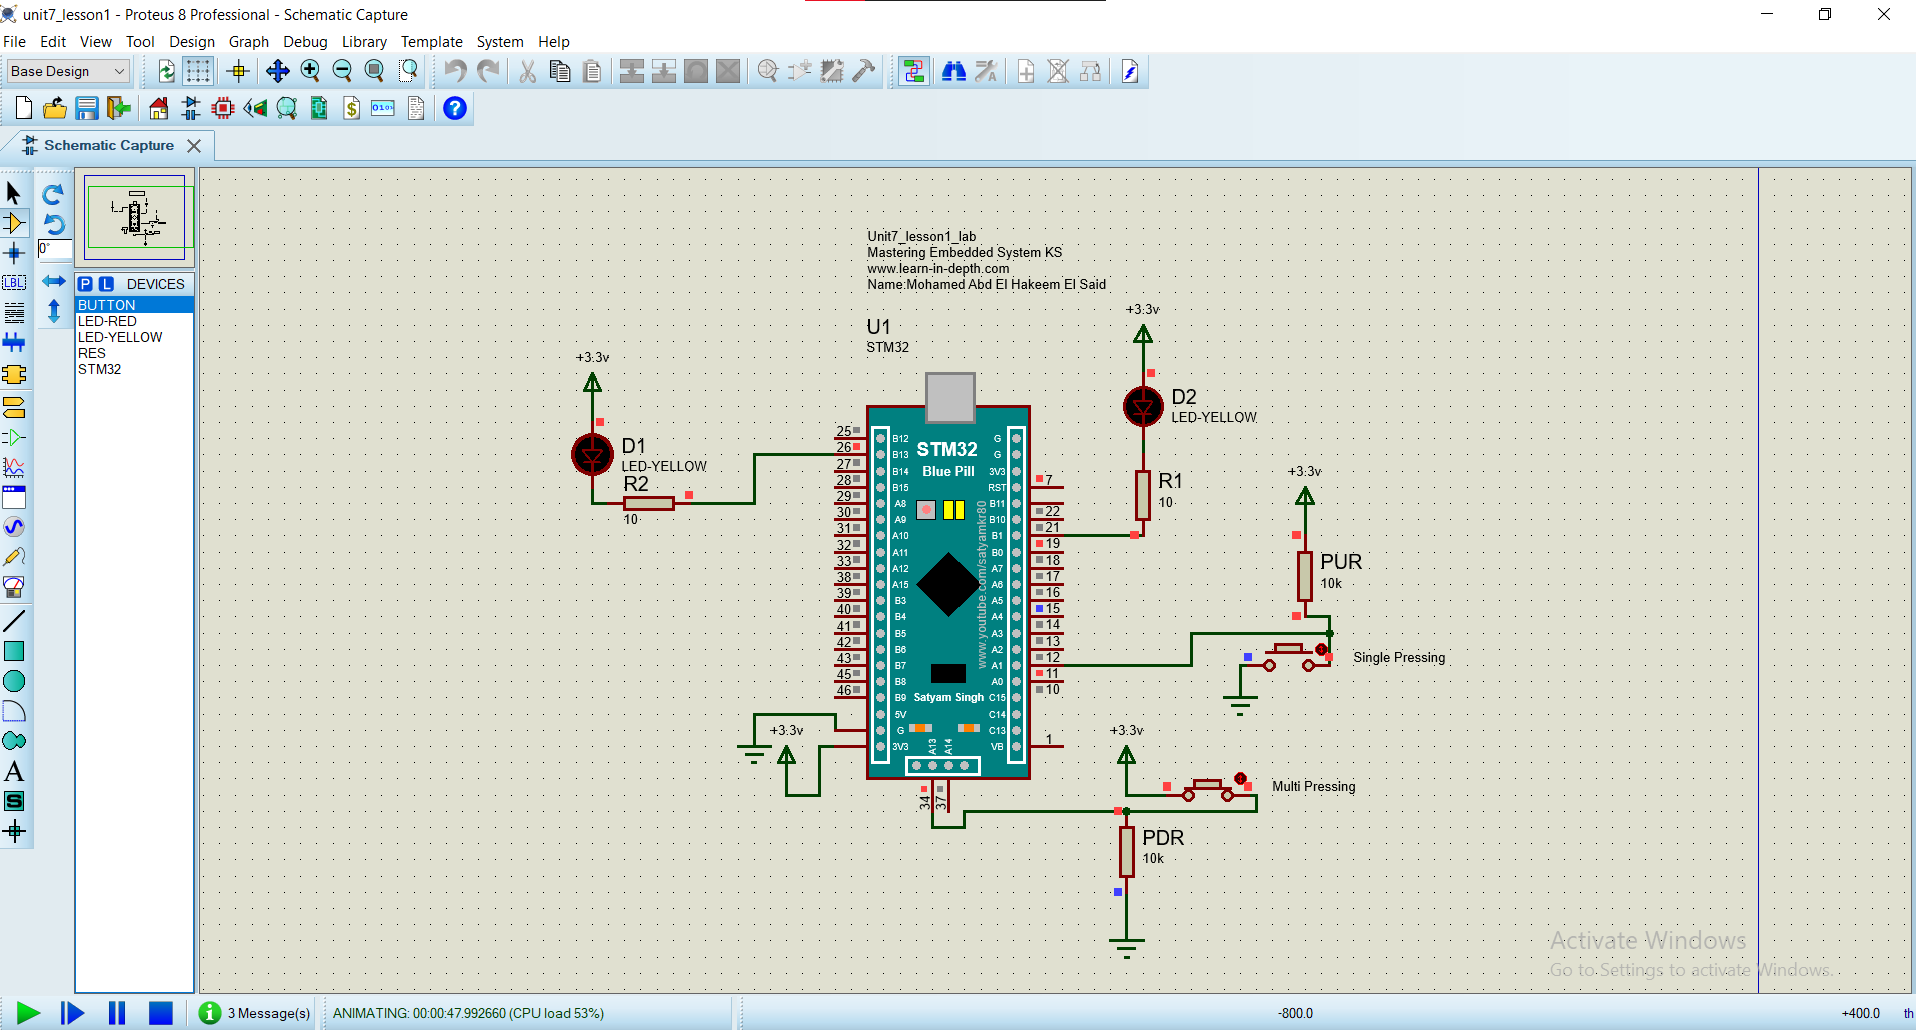 unit7_lesson1 - Proteus 8 Professional - Schematic Capture
File Edit View Tool Design Graph Debug Library Template System Help
Base Design
Schematic Capture
0°
LBL
P L DEVICES
BUTTON
LED-RED
LED-YELLOW
RES
STM32
Unit7_lesson1_lab
Mastering Embedded System KS
www.learn-in-depth.com
Name:Mohamed Abd El Hakeem El Said
U1
STM32
+3.3v
D1
LED-YELLOW
R2
10
+3.3v
D2
LED-YELLOW
R1
10
+3.3v
PUR
10k
Single Pressing
+3.3v
Multi Pressing
PDR
10k
+3.3v
STM32
Blue Pill
www.youtube.com/satyamkr80
Satyam Singh
25 B12
26 B13
27 B14
28 B15
29 A8
30 A9
31 A10
32 A11
33 A12
38 A15
39 B3
40 B4
41 B5
42 B6
43 B7
45 B8
46 B9
5V
G
3V3
G
G
3V3
RST 7
B11
B10 22
B1 21
B0 19
A7 18
A6 17
A5 16
A4 15
A3 14
A2 13
A1 12
A0 11
C15 10
C14
C13
VB 1
A13 A14
34 37
Activate Windows
Go to Settings to activate Windows.
3 Message(s)
ANIMATING: 00:00:47.992660 (CPU load 53%)
-800.0
+400.0
th